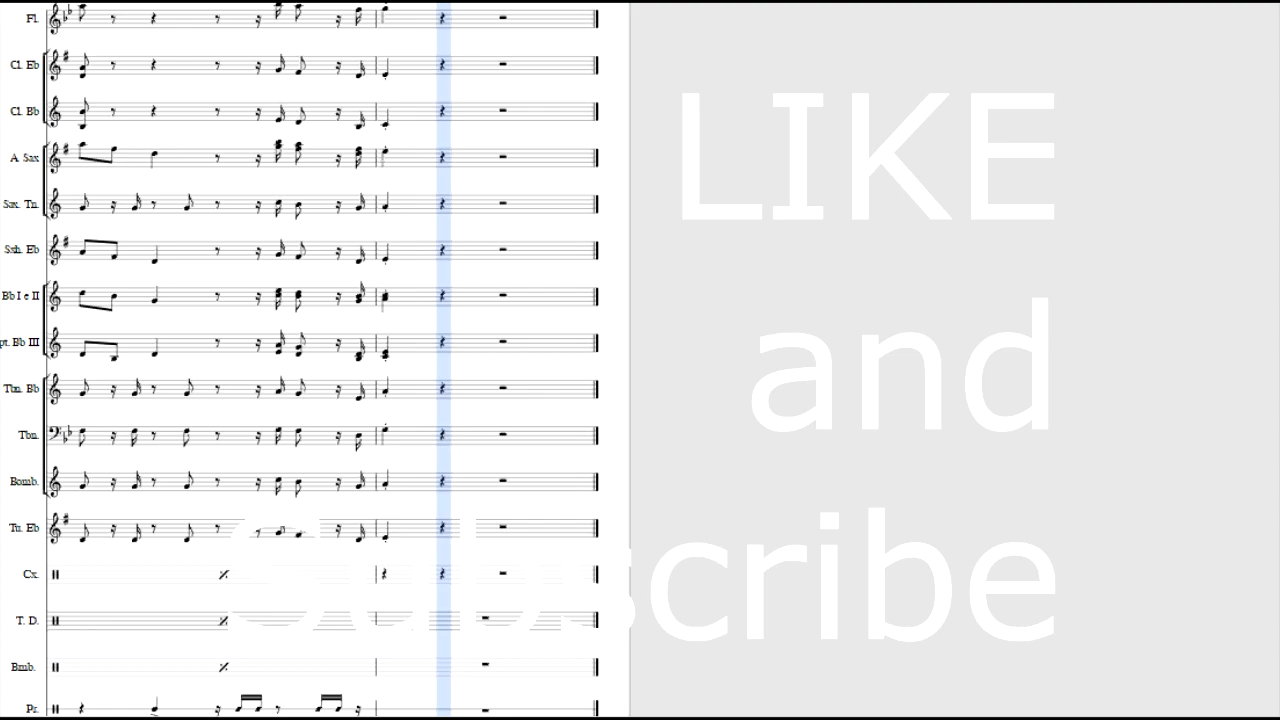 Fl.
Cl. Eb
Cl. Bb
A. Sax
Sax. Tn.
Sxh. Eb
Bb I e II
pt. Bb III
Tbn. Bb
Tbn.
Bomb.
Tu. Eb
Cx.
T. D.
Bmb.
Pr.
LIKE
and
Subscribe